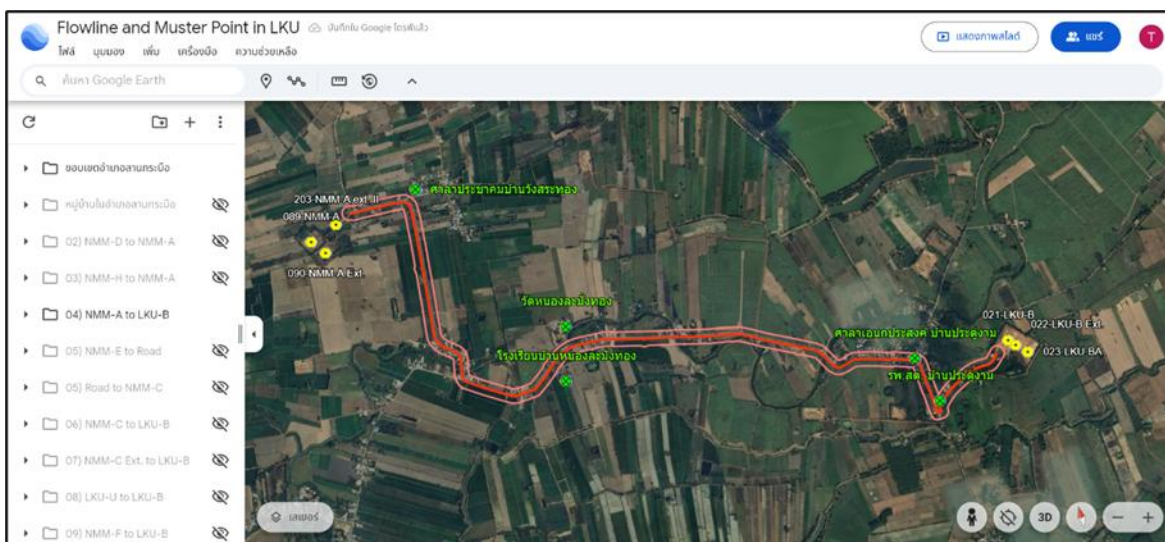 Flowline and Muster Point in LKU
บันทึกใน Google ไดรฟ์แล้ว
ไฟล์ มุมมอง เพิ่ม เครื่องมือ ความช่วยเหลือ
แสดงภาพสไลด์
แชร์
T
ค้นหา Google Earth
ขอบเขตอำเภอลานกระบือ
หมู่บ้านในอำเภอลานกระบือ
02) NMM-D to NMM-A
03) NMM-H to NMM-A
04) NMM-A to LKU-B
05) NMM-E to Road
05) Road to NMM-C
06) NMM-C to LKU-B
07) NMM-C Ext. to LKU-B
08) LKU-U to LKU-B
09) NMM-F to LKU-B
ศาลาประชาคมบ้านวังสระทอง
203-NMM-A ext. II
089-NMM-A
090-NMM-A Ext.
วัดหนองละมั่งทอง
โรงเรียนบ้านหนองละมั่งทอง
021-LKU-B
022-LKU-B Ext.
ศาลาเอนกประสงค์ บ้านประดู่งาม
023-LKU-BA
รพ.สต. บ้านประดู่งาม
เลเยอร์
3D